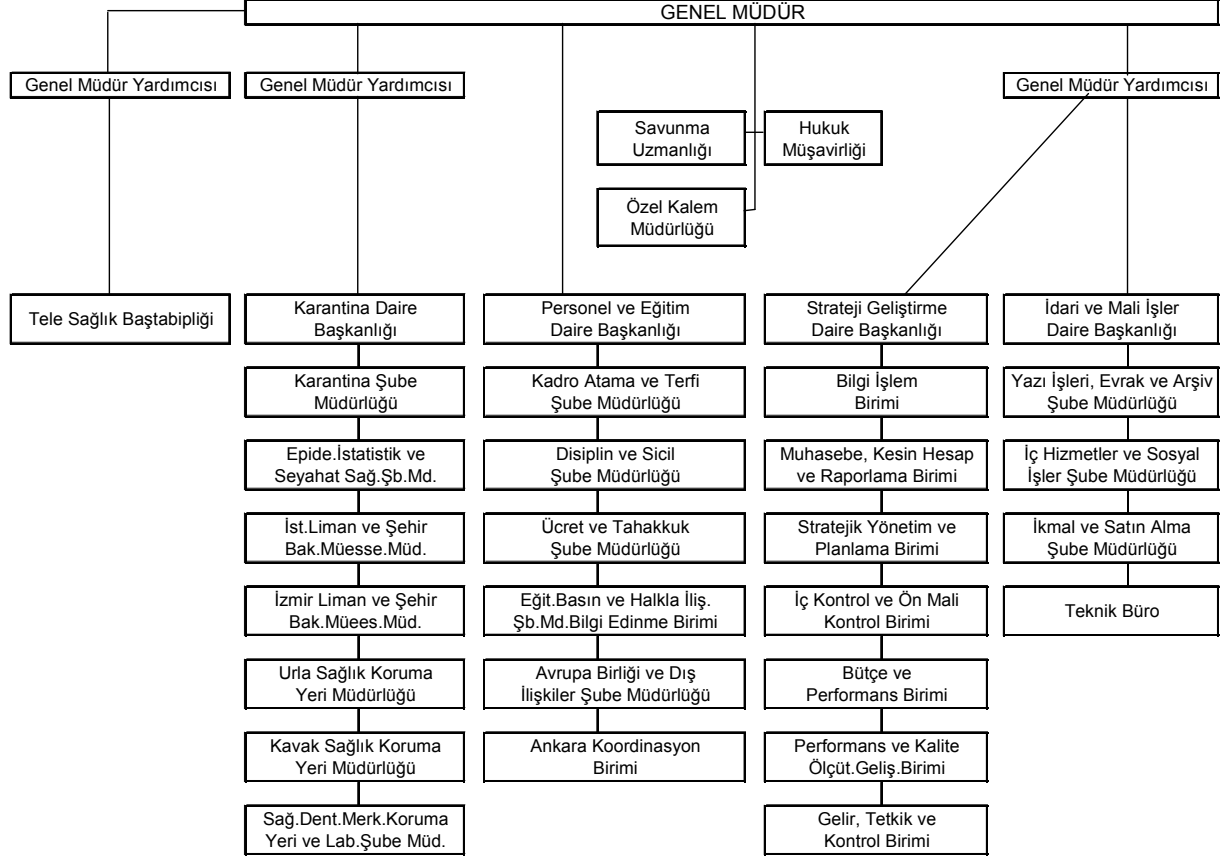 GENEL MÜDÜR
Genel Müdür Yardımcısı
Genel Müdür Yardımcısı
Genel Müdür Yardımcısı
Savunma
Uzmanlığı
Hukuk
Müşavirliği
Özel Kalem
Müdürlüğü
Tele Sağlık Baştabipliği
Karantina Daire
Başkanlığı
Karantina Şube
Müdürlüğü
Epide.İstatistik ve
Seyahat Sağ.Şb.Md.
İst.Liman ve Şehir
Bak.Müesse.Müd.
İzmir Liman ve Şehir
Bak.Müees.Müd.
Urla Sağlık Koruma
Yeri Müdürlüğü
Kavak Sağlık Koruma
Yeri Müdürlüğü
Sağ.Dent.Merk.Koruma
Yeri ve Lab.Şube Müd.
Personel ve Eğitim
Daire Başkanlığı
Kadro Atama ve Terfi
Şube Müdürlüğü
Disiplin ve Sicil
Şube Müdürlüğü
Ücret ve Tahakkuk
Şube Müdürlüğü
Eğit.Basın ve Halkla İliş.
Şb.Md.Bilgi Edinme Birimi
Avrupa Birliği ve Dış
İlişkiler Şube Müdürlüğü
Ankara Koordinasyon
Birimi
Strateji Geliştirme
Daire Başkanlığı
Bilgi İşlem
Birimi
Muhasebe, Kesin Hesap
ve Raporlama Birimi
Stratejik Yönetim ve
Planlama Birimi
İç Kontrol ve Ön Mali
Kontrol Birimi
Bütçe ve
Performans Birimi
Performans ve Kalite
Ölçüt.Geliş.Birimi
Gelir, Tetkik ve
Kontrol Birimi
İdari ve Mali İşler
Daire Başkanlığı
Yazı İşleri, Evrak ve Arşiv
Şube Müdürlüğü
İç Hizmetler ve Sosyal
İşler Şube Müdürlüğü
İkmal ve Satın Alma
Şube Müdürlüğü
Teknik Büro